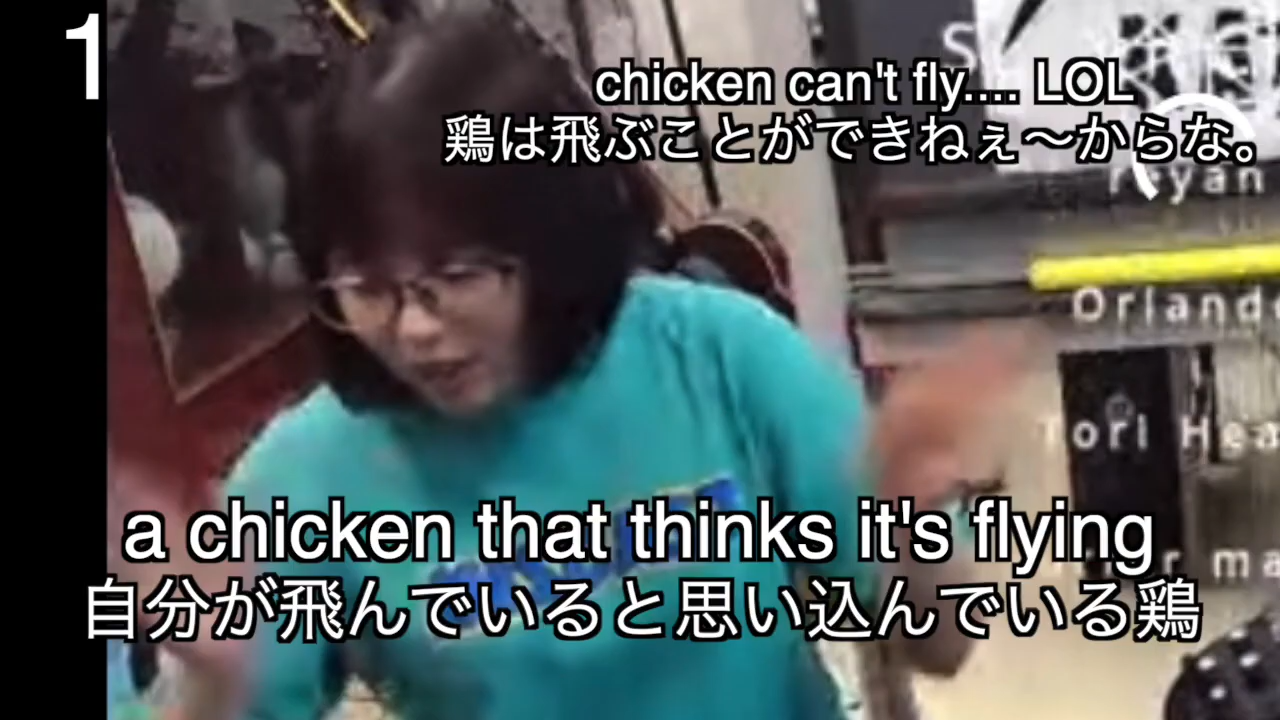 1
chicken can't fly.... LOL
鶏は飛ぶことができねぇ〜からな。
reyan
Orland
Tori Hea
a chicken that thinks it's flying
自分が飛んでいると思い込んでいる鶏